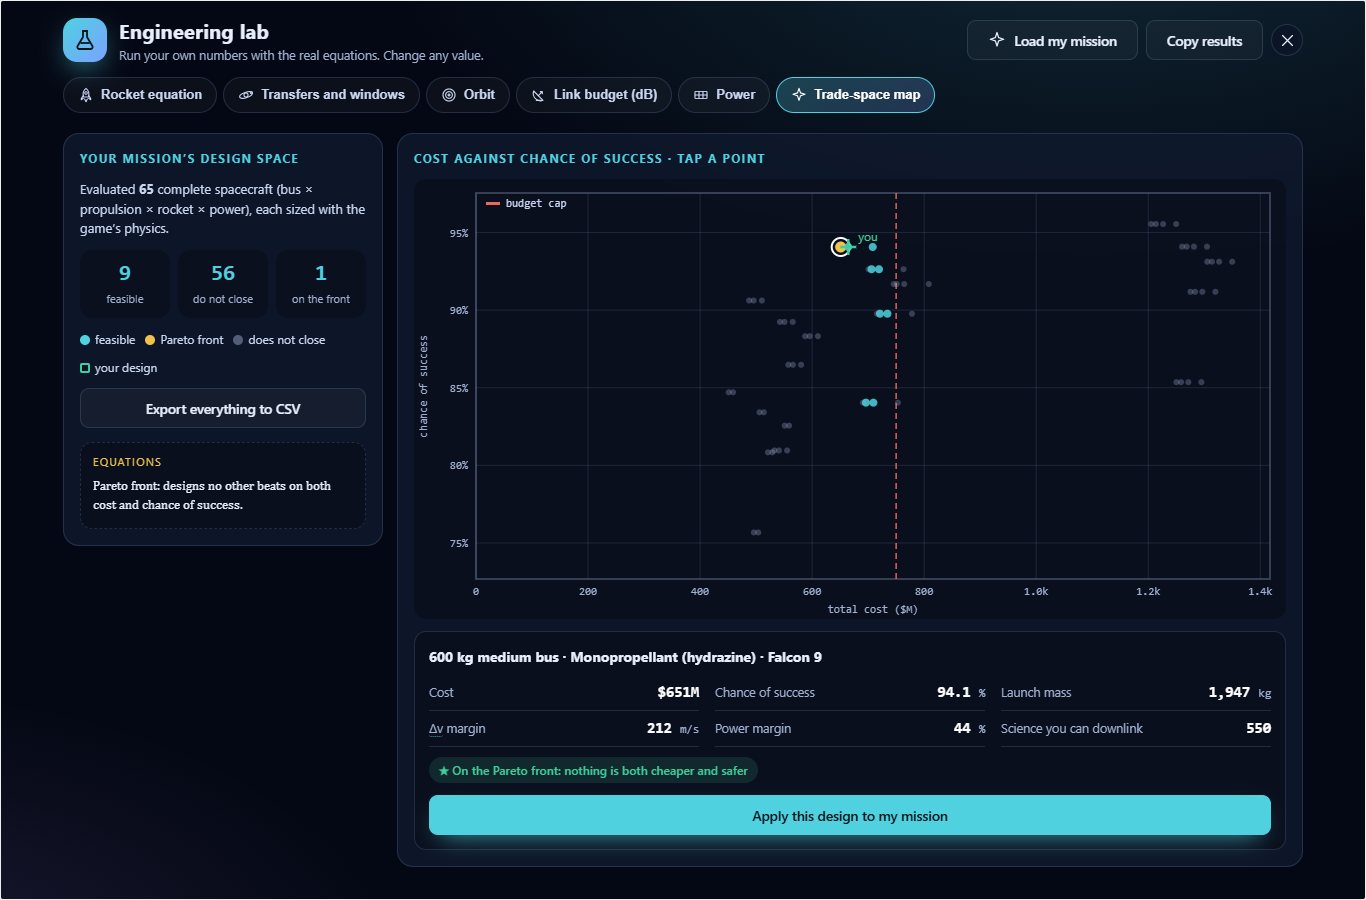 Engineering lab
Run your own numbers with the real equations. Change any value.
Load my mission
Copy results
Rocket equation
Transfers and windows
Orbit
Link budget (dB)
Power
Trade-space map
YOUR MISSION'S DESIGN SPACE
Evaluated 65 complete spacecraft (bus ×
propulsion × rocket × power), each sized with the
game's physics.
9
feasible
56
do not close
1
on the front
feasible
Pareto front
does not close
your design
Export everything to CSV
EQUATIONS
Pareto front: designs no other beats on both
cost and chance of success.
COST AGAINST CHANCE OF SUCCESS · TAP A POINT
budget cap
you
95%
90%
85%
80%
75%
chance of success
0
200
400
600
800
1.0k
1.2k
1.4k
total cost ($M)
600 kg medium bus · Monopropellant (hydrazine) · Falcon 9
Cost $651M
Chance of success 94.1 %
Launch mass 1,947 kg
Δv margin 212 m/s
Power margin 44 %
Science you can downlink 550
★ On the Pareto front: nothing is both cheaper and safer
Apply this design to my mission